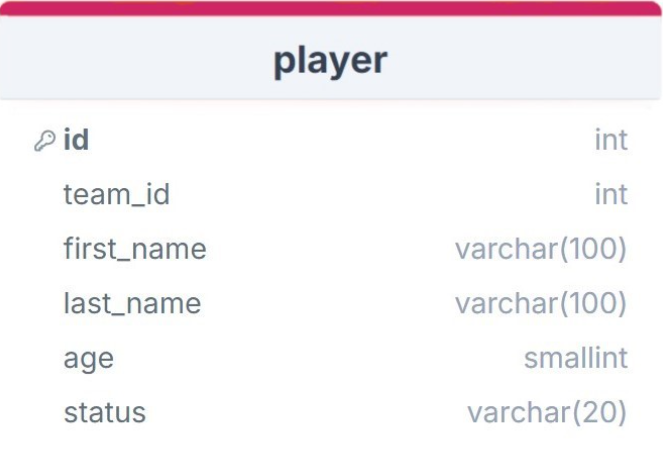 player
id int
team_id int
first_name varchar(100)
last_name varchar(100)
age smallint
status varchar(20)